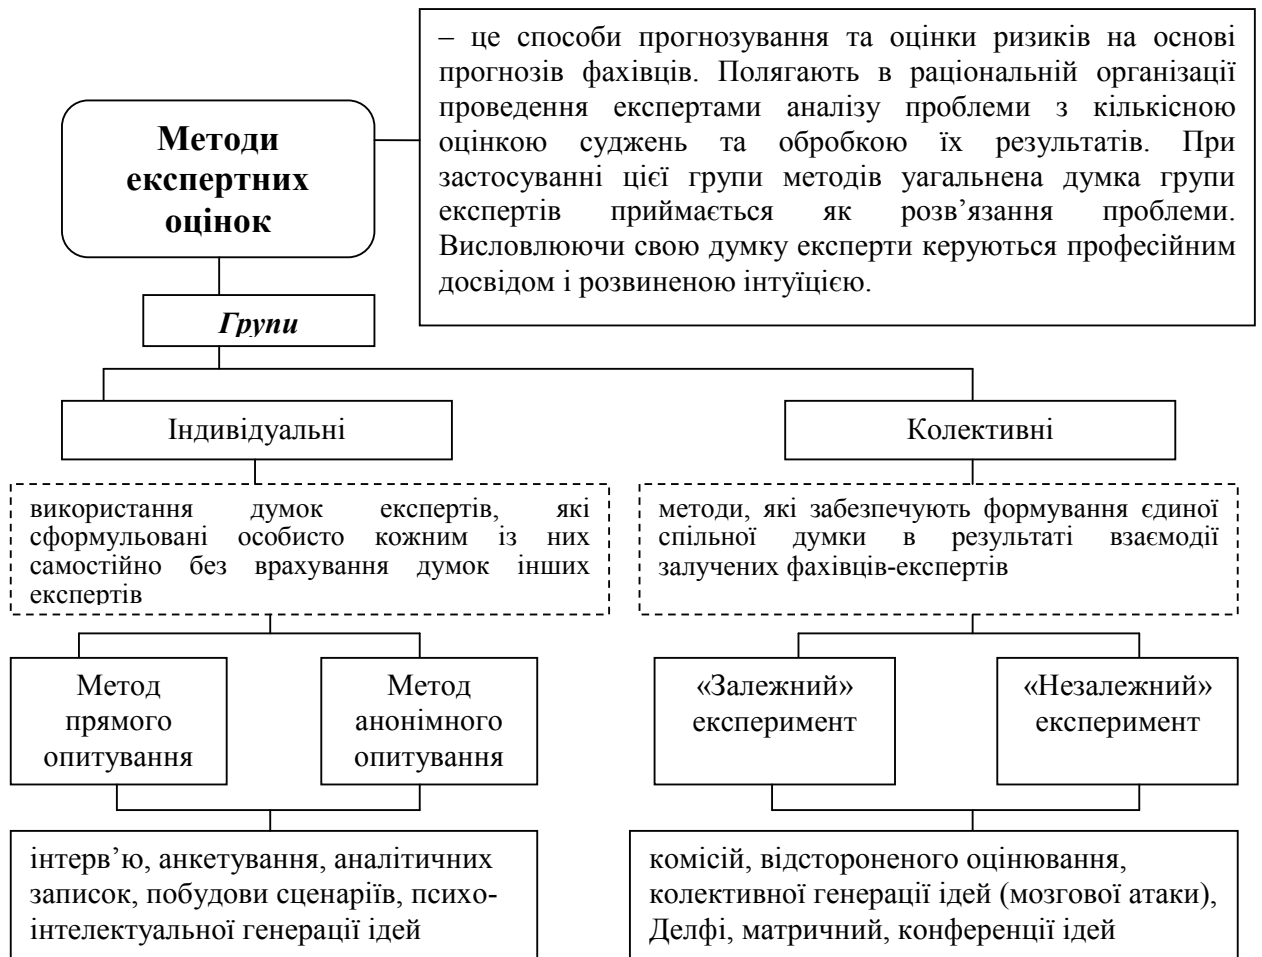 – це способи прогнозування та оцінки ризиків на основі
прогнозів фахівців. Полягають в раціональній організації
проведення експертами аналізу проблеми з кількісною
оцінкою суджень та обробкою їх результатів. При
застосуванні цієї групи методів уагальнена думка групи
експертів приймається як розв’язання проблеми.
Висловлюючи свою думку експерти керуються професійним
досвідом і розвиненою інтуїцією.
Методи
експертних
оцінок
Групи
Індивідуальні
Колективні
використання думок експертів, які
сформульовані особисто кожним із них
самостійно без врахування думок інших
експертів
методи, які забезпечують формування єдиної
спільної думки в результаті взаємодії
залучених фахівців-експертів
Метод
прямого
опитування
Метод
анонімного
опитування
«Залежний»
експеримент
«Незалежний»
експеримент
інтерв’ю, анкетування, аналітичних
записок, побудови сценаріїв, психо-
інтелектуальної генерації ідей
комісій, відстороненого оцінювання,
колективної генерації ідей (мозгової атаки),
Делфі, матричний, конференції ідей